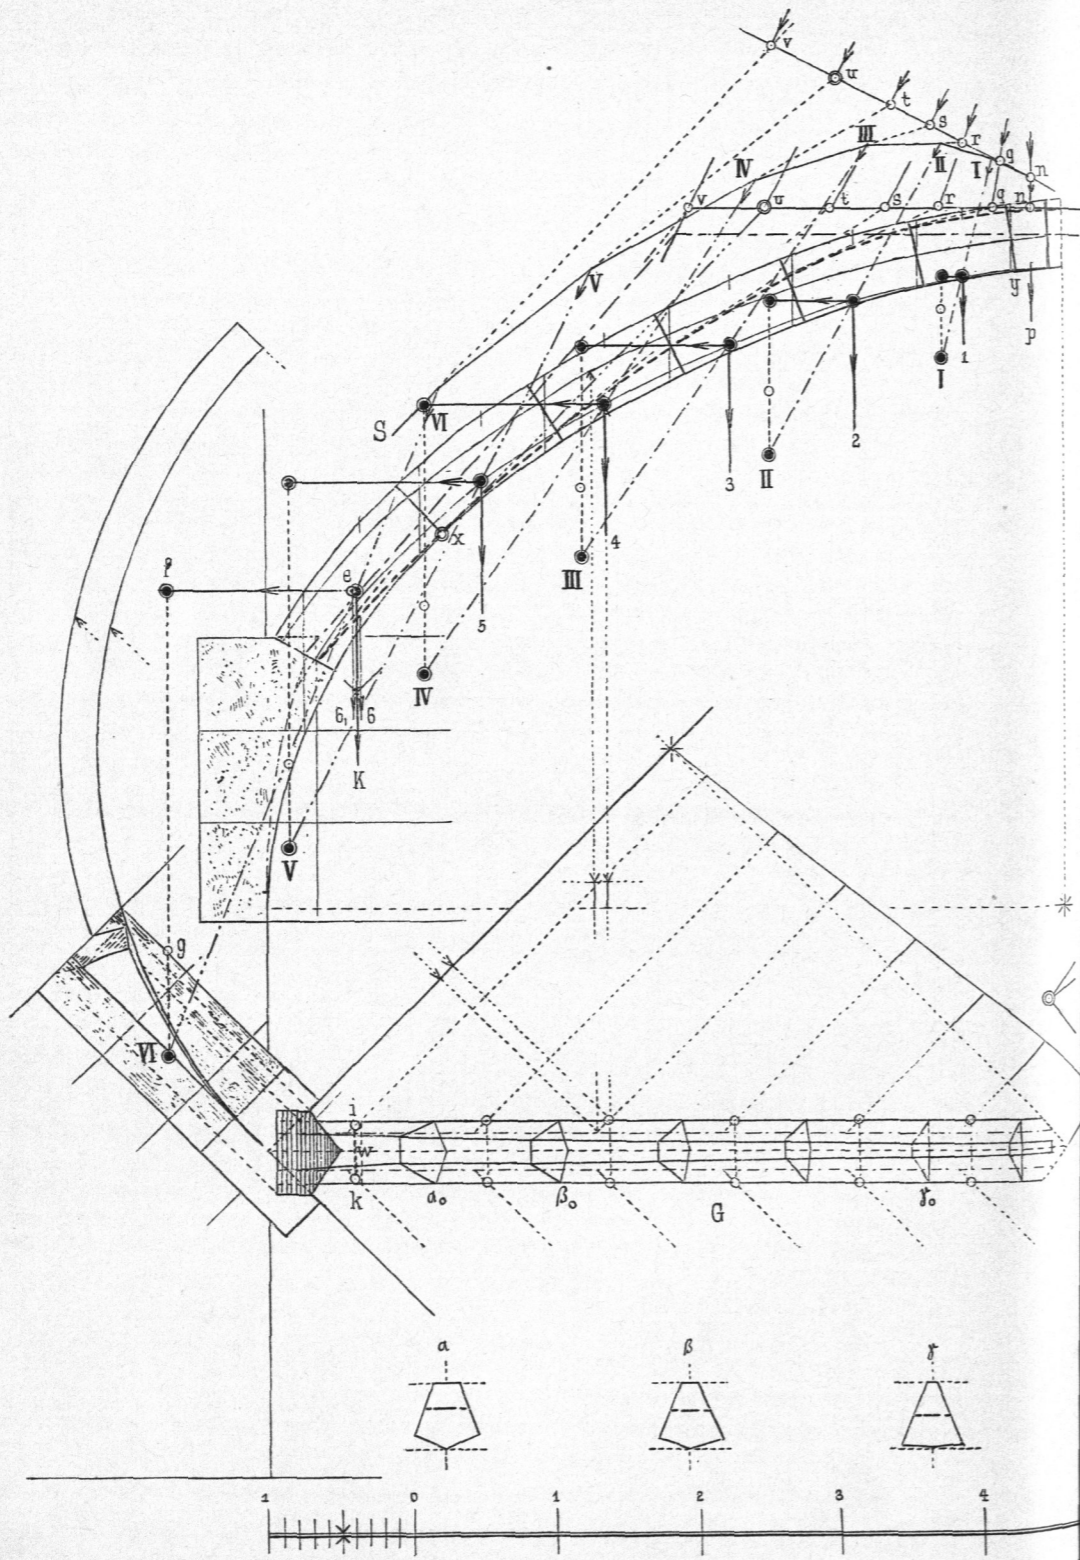 v
u
t
s
r
q
n
III
II
I
IV
v u t s r q n
V
y
p
1
I
S VI
2
3
II
x
4
III
f
e
5
IV
6, 6
K
V
g
VI
i
w
k
α₀
β₀
G
γ₀
α
β
γ
1 0 1 2 3 4